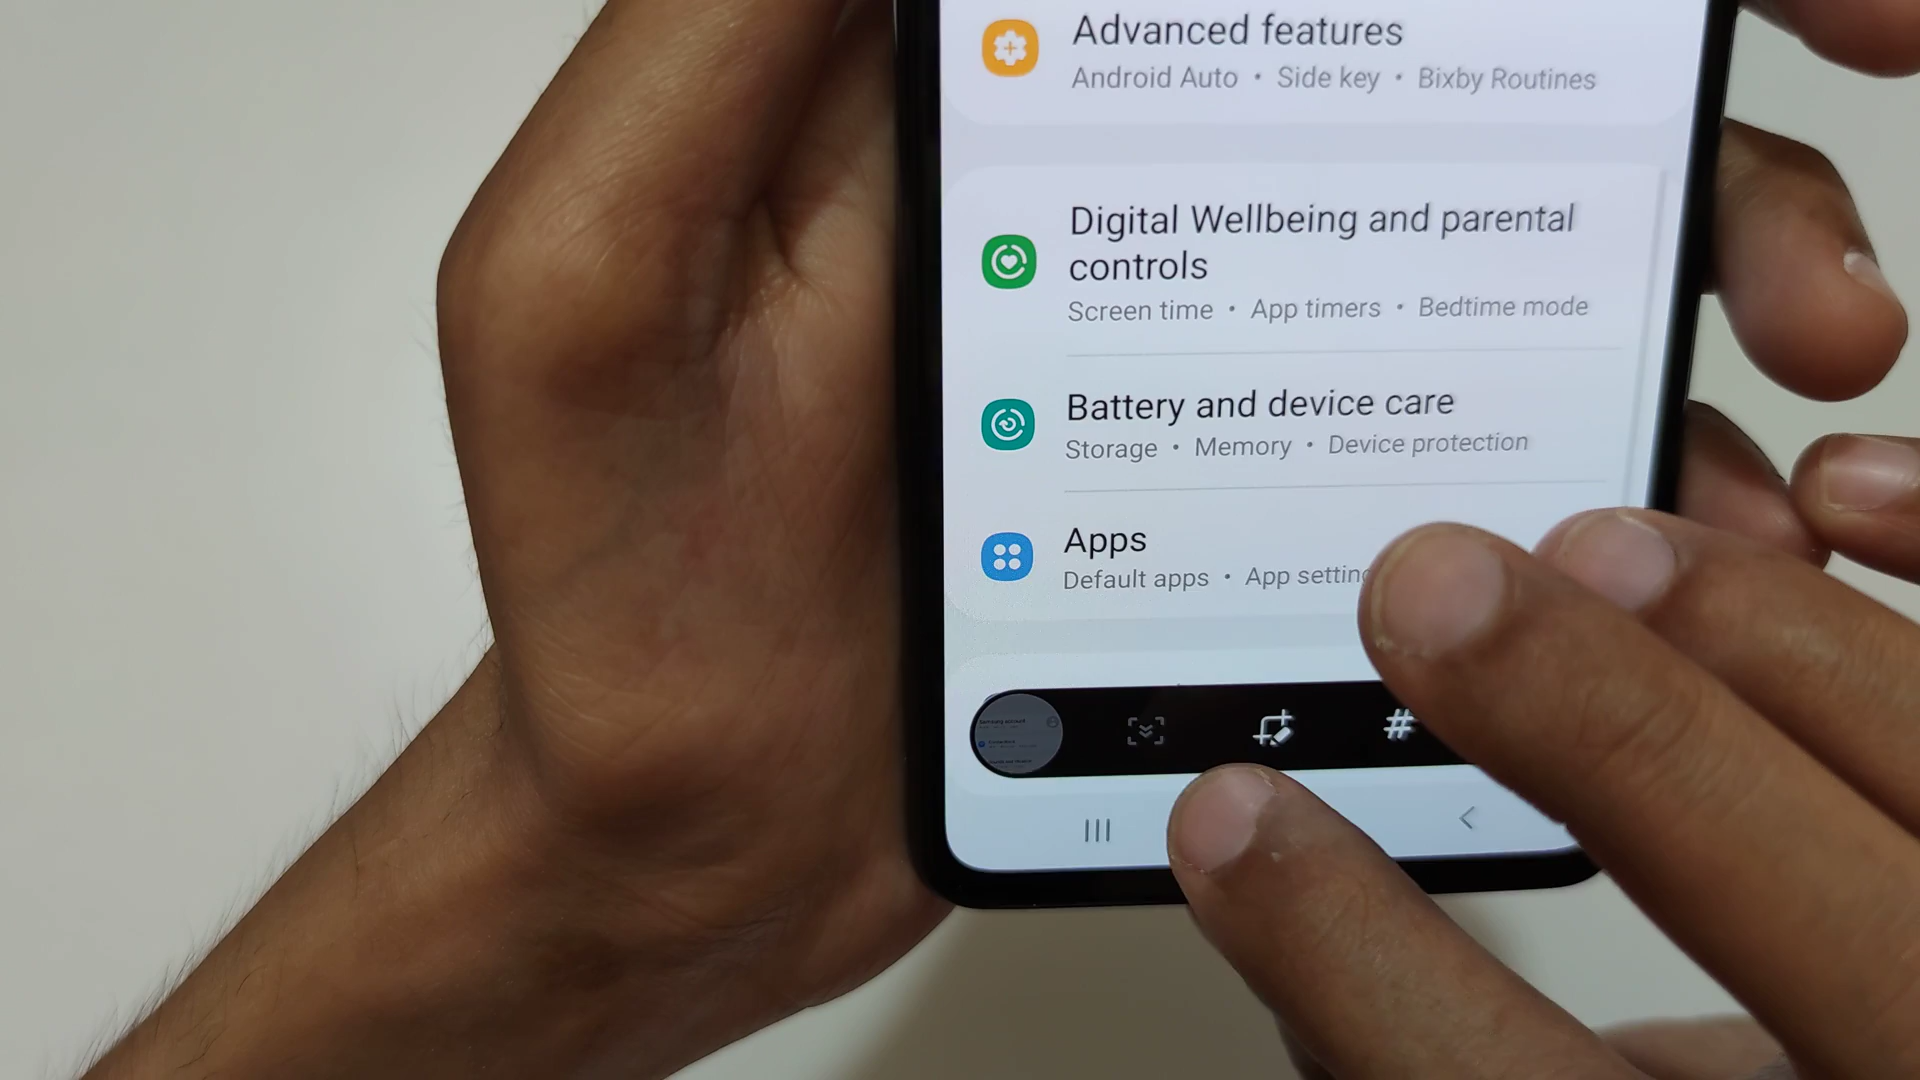 Advanced features
Android Auto • Side key • Bixby Routines
Digital Wellbeing and parental
controls
Screen time • App timers • Bedtime mode
Battery and device care
Storage • Memory • Device protection
Apps
Default apps • App setting
#